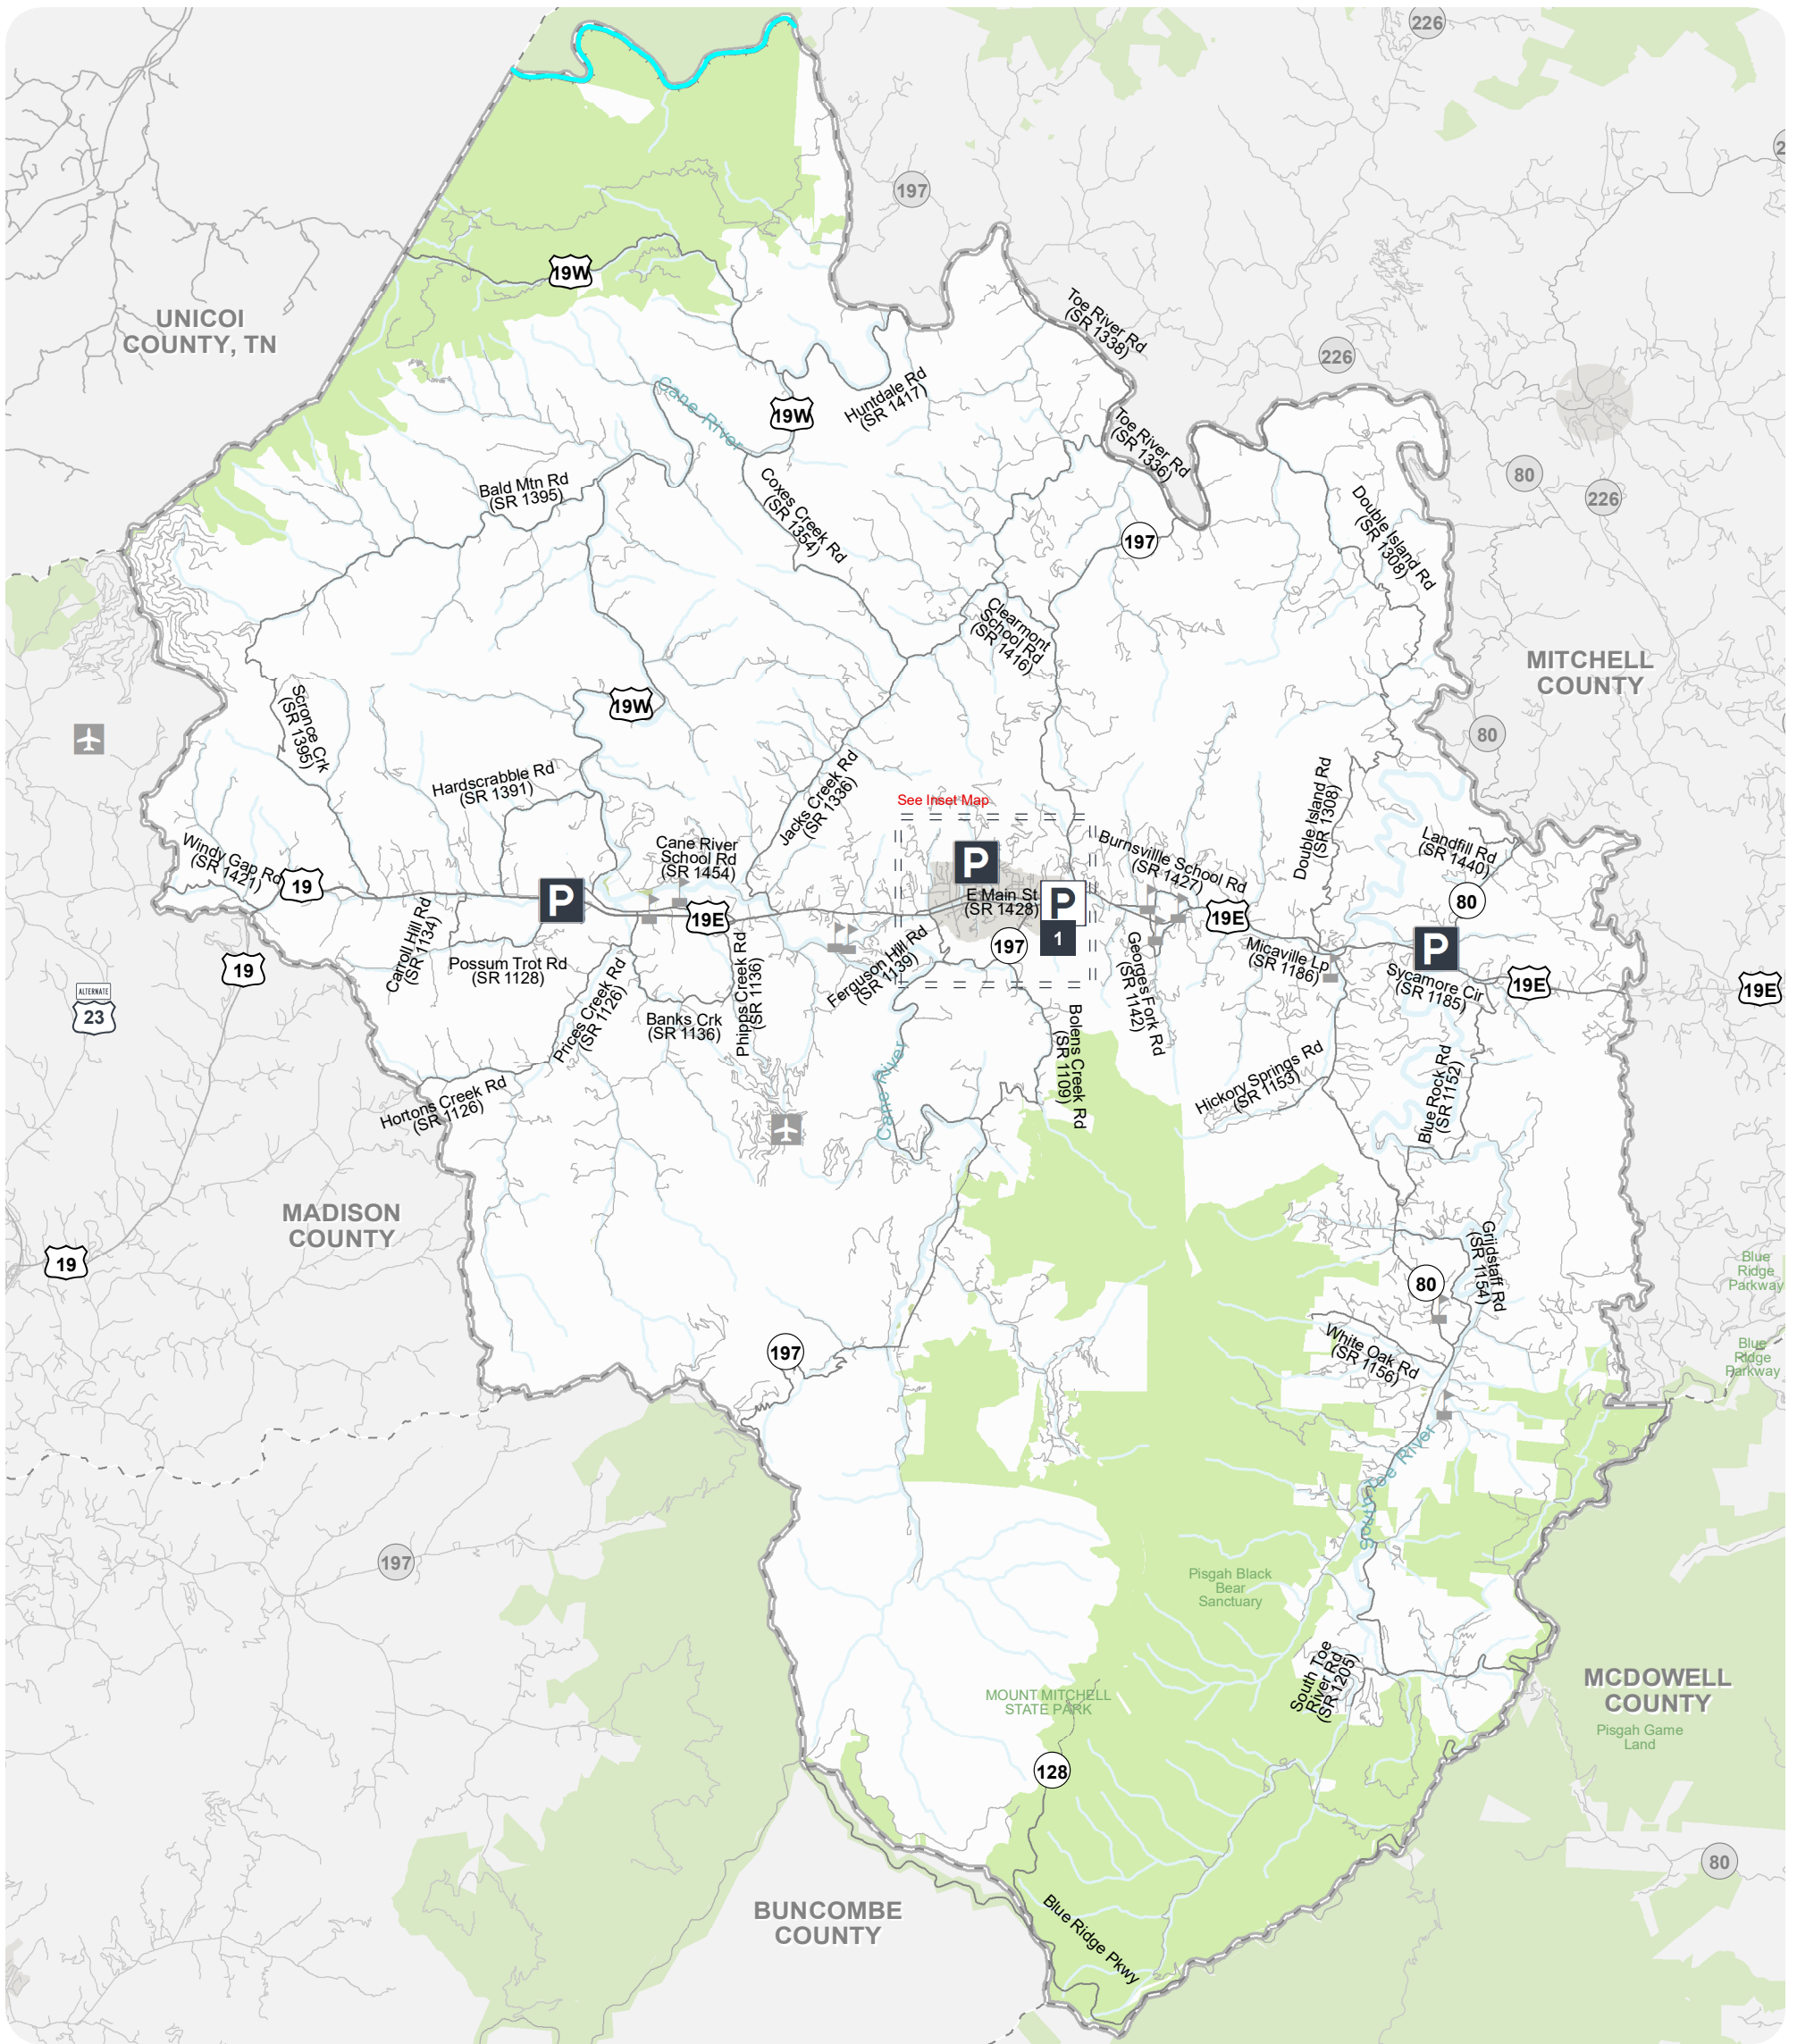 226
2
197
19W
UNICOI
COUNTY, TN
Toe River Rd
(SR 1338)
226
Huntdale Rd
(SR 1417)
Cane River
19W
Toe River Rd
(SR 1336)
80
226
Bald Mtn Rd
(SR 1395)
Coxes Creek Rd
(SR 1354)
Double Island Rd
(SR 1308)
197
Clearmont
School Rd
(SR 1416)
MITCHELL
COUNTY
19W
Scronce Crk
(SR 1395)
80
Hardscrabble Rd
(SR 1391)
Jacks Creek Rd
(SR 1336)
See Inset Map
Double Island Rd
(SR 1308)
Landfill Rd
(SR 1440)
Windy Gap Rd
(SR 1421)
19
Cane River
School Rd
(SR 1454)
P
Burnsville School Rd
(SR 1427)
P
E Main St
(SR 1428)
P
1
80
19E
19E
Carroll Hill Rd
(SR 1134)
197
P
Possum Trot Rd
(SR 1128)
Ferguson Hill Rd
(SR 1139)
Micaville Lp
(SR 1186)
Sycamore Cir
(SR 1185)
19E
19E
19
ALTERNATE
23
Prices Creek Rd
(SR 1126)
Banks Crk
(SR 1136)
Phipps Creek Rd
(SR 1136)
Georges Fork Rd
(SR 1142)
Bolens Creek Rd
(SR 1109)
Cane River
Hickory Springs Rd
(SR 1153)
Blue Rock Rd
(SR 1152)
Hortons Creek Rd
(SR 1126)
MADISON
COUNTY
19
Grijdstaff Rd
(SR 1154)
80
Blue
Ridge
Parkway
197
White Oak Rd
(SR 1156)
Blue
Ridge
Parkway
South Toe River
197
Pisgah Black
Bear
Sanctuary
South Toe
River Rd
(SR 1205)
MOUNT MITCHELL
STATE PARK
MCDOWELL
COUNTY
Pisgah Game
Land
128
80
BUNCOMBE
COUNTY
Blue Ridge Pkwy